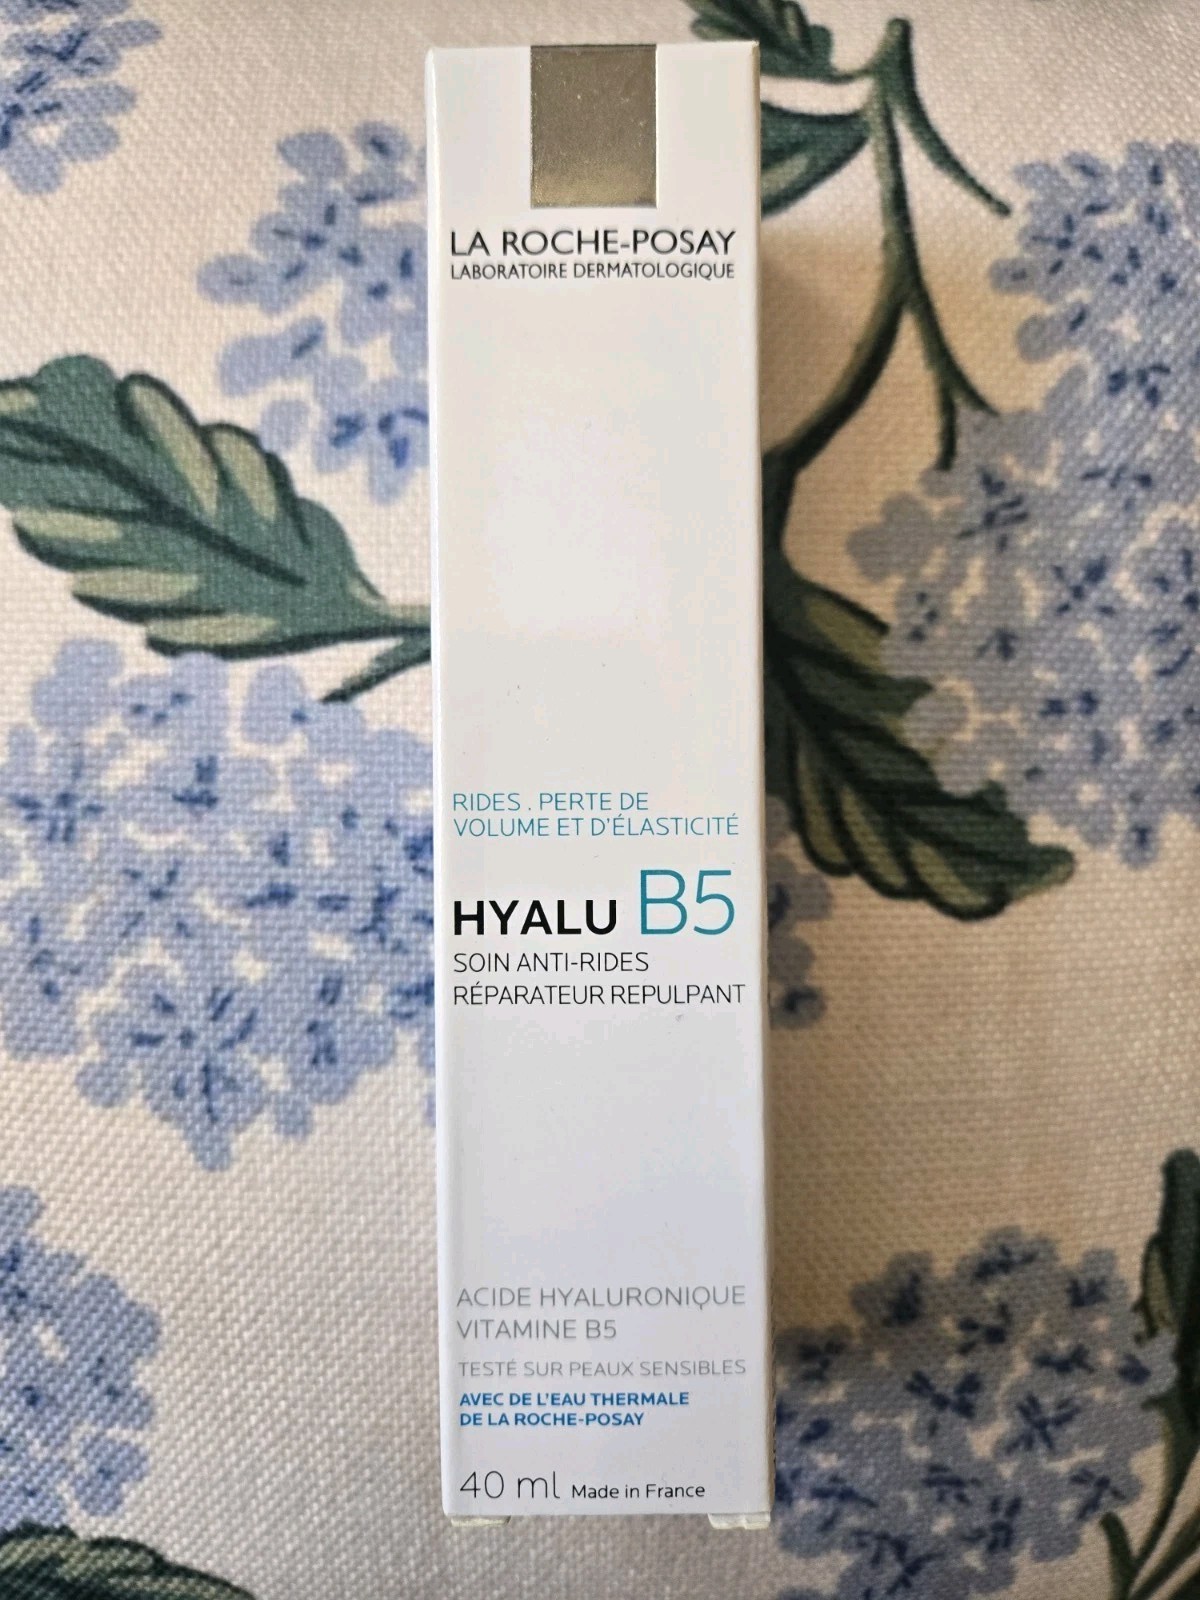 LA ROCHE-POSAY
LABORATOIRE DERMATOLOGIQUE
RIDES . PERTE DE
VOLUME ET D'ÉLASTICITÉ
HYALU B5
SOIN ANTI-RIDES
RÉPARATEUR REPULPANT
ACIDE HYALURONIQUE
VITAMINE B5
TESTÉ SUR PEAUX SENSIBLES
AVEC DE L'EAU THERMALE
DE LA ROCHE-POSAY
40 ml Made in France